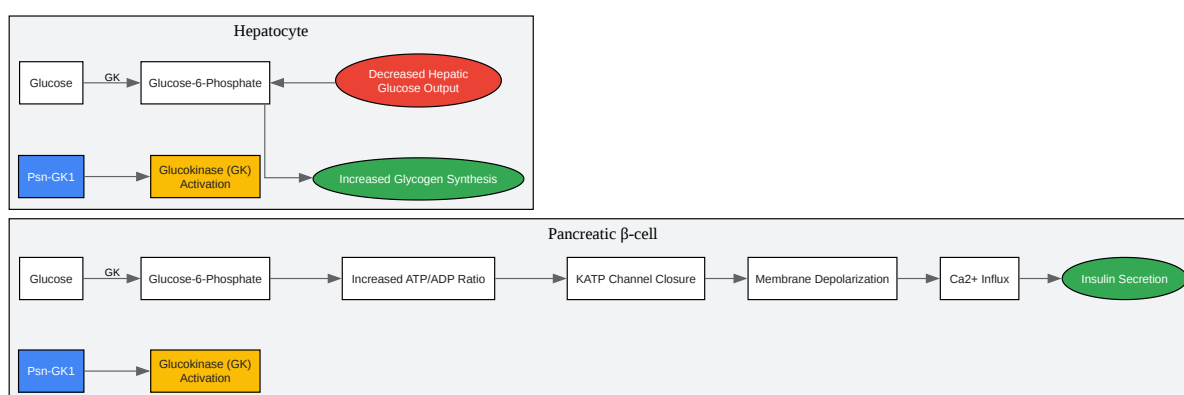 Hepatocyte
Glucose
GK
Glucose-6-Phosphate
Decreased Hepatic
Glucose Output
Psn-GK1
Glucokinase (GK)
Activation
Increased Glycogen Synthesis
Pancreatic β-cell
Glucose
GK
Glucose-6-Phosphate
Increased ATP/ADP Ratio
KATP Channel Closure
Membrane Depolarization
Ca2+ Influx
Insulin Secretion
Psn-GK1
Glucokinase (GK)
Activation